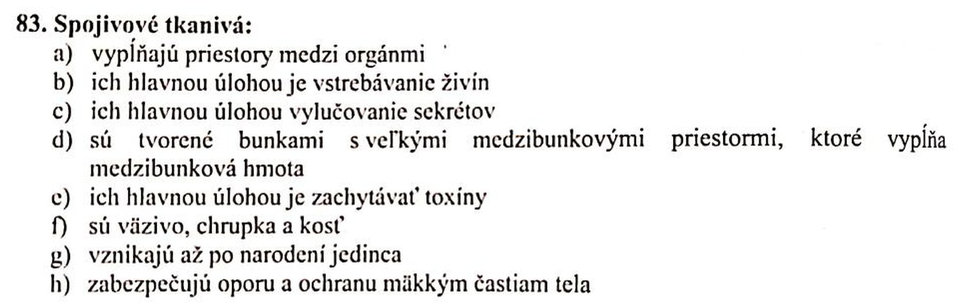 83. Spojivové tkanivá:
a) vypĺňajú priestory medzi orgánmi
b) ich hlavnou úlohou je vstrebávanie živín
c) ich hlavnou úlohou vylučovanie sekrétov
d) sú tvorené bunkami s veľkými medzibunkovými priestormi, ktoré vypĺňa
medzibunková hmota
e) ich hlavnou úlohou je zachytávať toxíny
f) sú väzivo, chrupka a kosť
g) vznikajú až po narodení jedinca
h) zabezpečujú oporu a ochranu mäkkým častiam tela